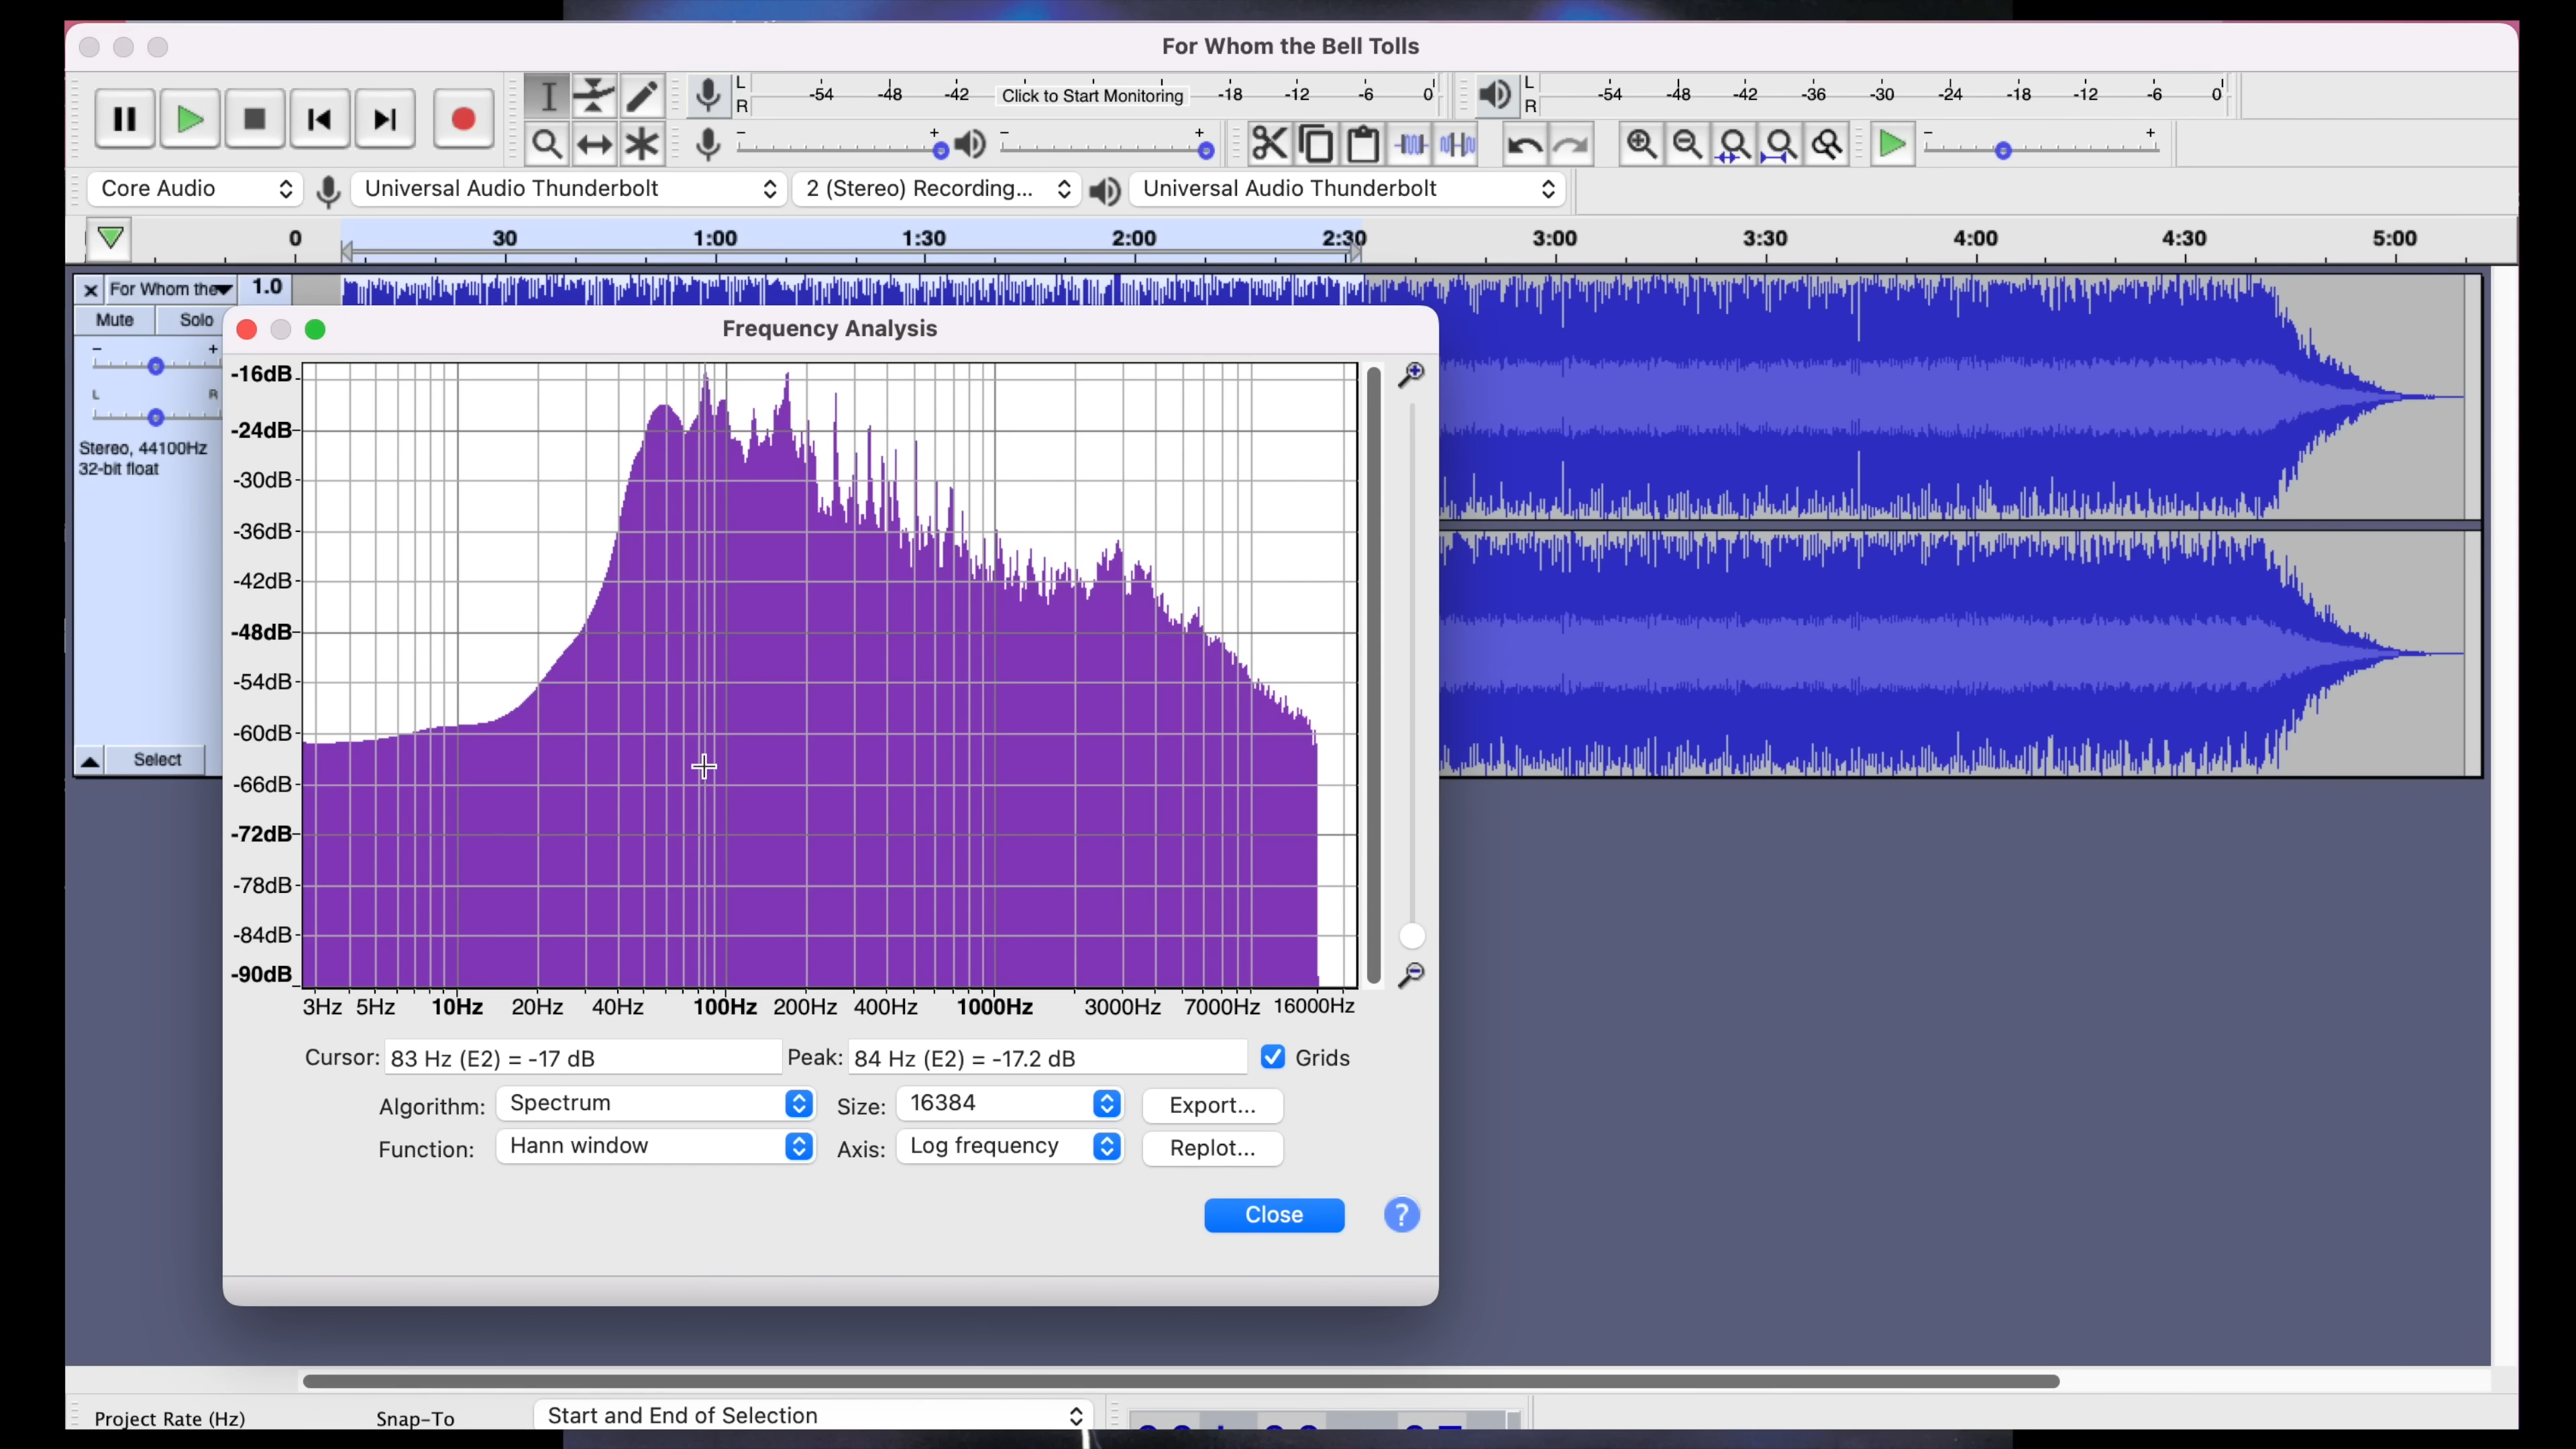 For Whom the Bell Tolls
L
R
-54 -48 -42 Click to Start Monitoring -18 -12 -6 0
L
R
-54 -48 -42 -36 -30 -24 -18 -12 -6 0
- + - +
- +
Core Audio Universal Audio Thunderbolt 2 (Stereo) Recording... Universal Audio Thunderbolt
0 30 1:00 1:30 2:00 2:30 3:00 3:30 4:00 4:30 5:00
For Whom the 1.0
Mute Solo
- +
L R
Stereo, 44100Hz
32-bit float
Select
Frequency Analysis
-16dB
-24dB
-30dB
-36dB
-42dB
-48dB
-54dB
-60dB
-66dB
-72dB
-78dB
-84dB
-90dB
3Hz 5Hz 10Hz 20Hz 40Hz 100Hz 200Hz 400Hz 1000Hz 3000Hz 7000Hz 16000Hz
Cursor: 83 Hz (E2) = -17 dB Peak: 84 Hz (E2) = -17.2 dB Grids
Algorithm: Spectrum Size: 16384 Export...
Function: Hann window Axis: Log frequency Replot...
Close ?
Project Rate (Hz) Snap-To Start and End of Selection